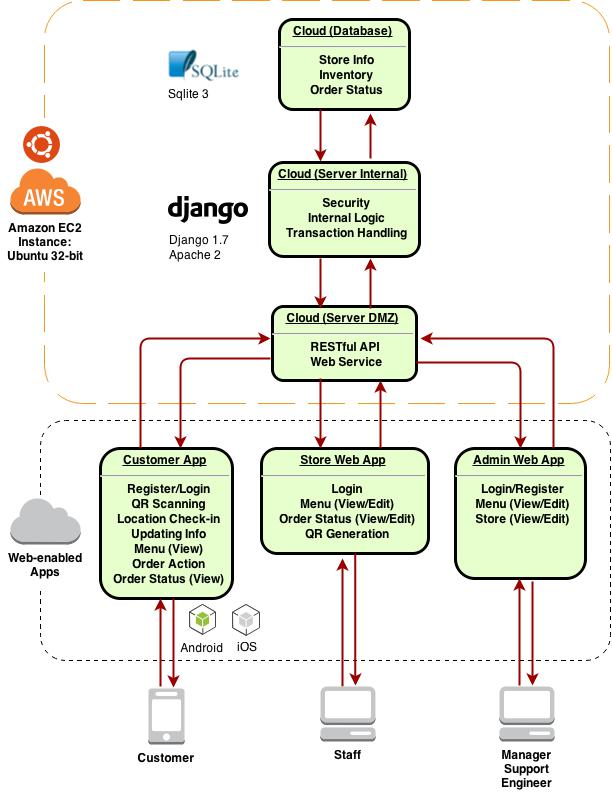 Cloud (Database)
Store Info
Inventory
Order Status
SQLite
Sqlite 3
AWS
Amazon EC2
Instance:
Ubuntu 32-bit
Cloud (Server Internal)
Security
Internal Logic
Transaction Handling
django
Django 1.7
Apache 2
Cloud (Server DMZ)
RESTful API
Web Service
Web-enabled
Apps
Customer App
Register/Login
QR Scanning
Location Check-in
Updating Info
Menu (View)
Order Action
Order Status (View)
Store Web App
Login
Menu (View/Edit)
Order Status (View/Edit)
QR Generation
Admin Web App
Login/Register
Menu (View/Edit)
Store (View/Edit)
Android
iOS
Customer
Staff
Manager
Support
Engineer